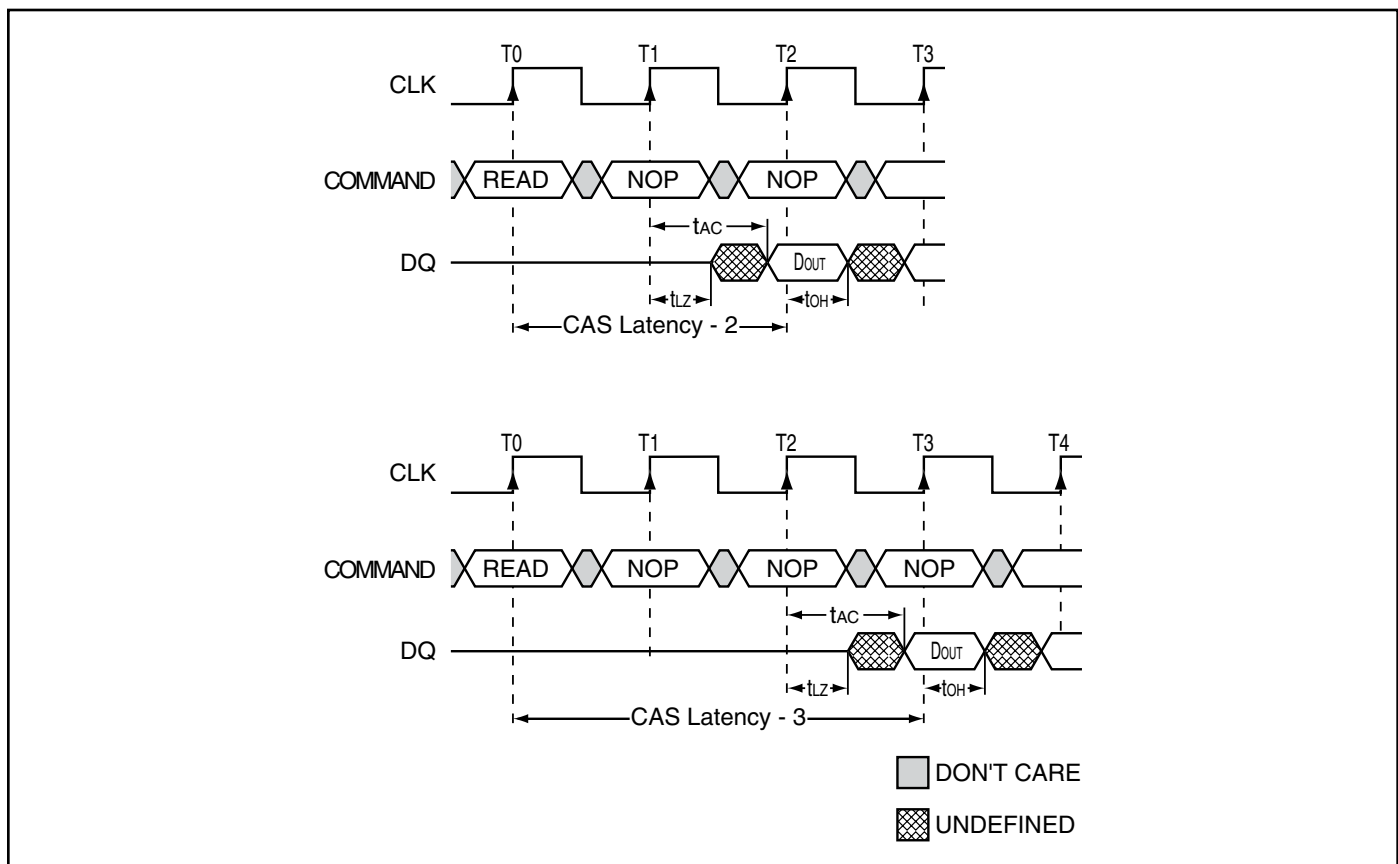 T0 T1 T2 T3
CLK
COMMAND READ NOP NOP
tAC
DQ DOUT
tLZ tOH
CAS Latency - 2
T0 T1 T2 T3 T4
CLK
COMMAND READ NOP NOP NOP
tAC
DQ DOUT
tLZ tOH
CAS Latency - 3
DON'T CARE
UNDEFINED